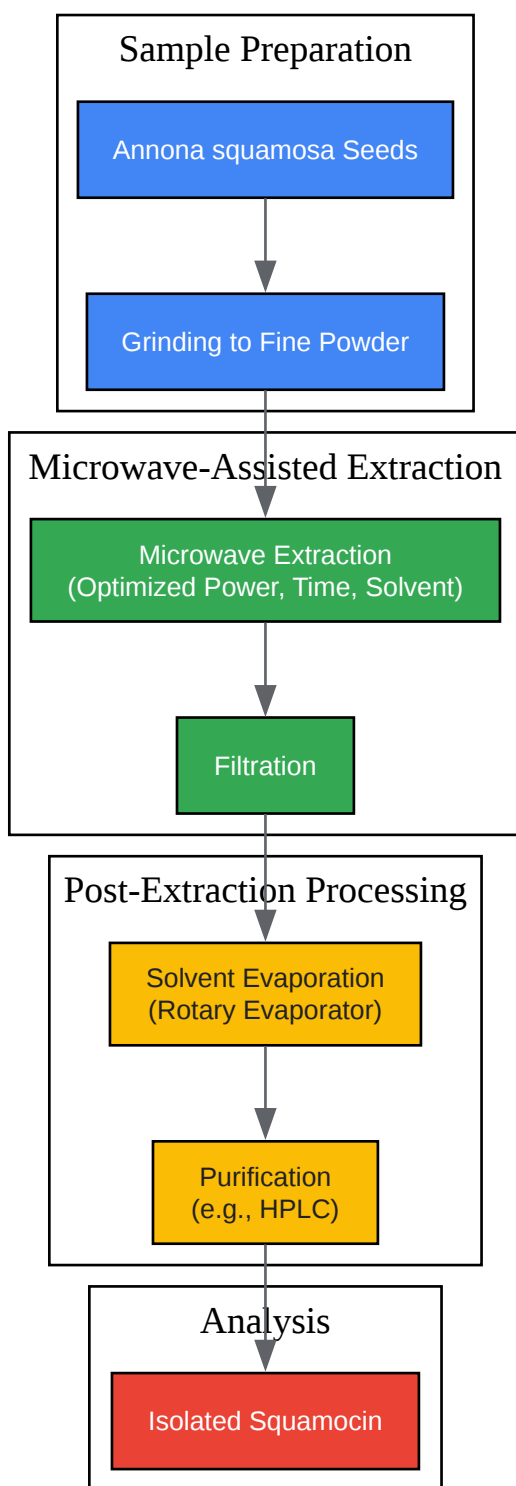 Sample Preparation
Annona squamosa Seeds
Grinding to Fine Powder
Microwave-Assisted Extraction
Microwave Extraction
(Optimized Power, Time, Solvent)
Filtration
Post-Extraction Processing
Solvent Evaporation
(Rotary Evaporator)
Purification
(e.g., HPLC)
Analysis
Isolated Squamocin